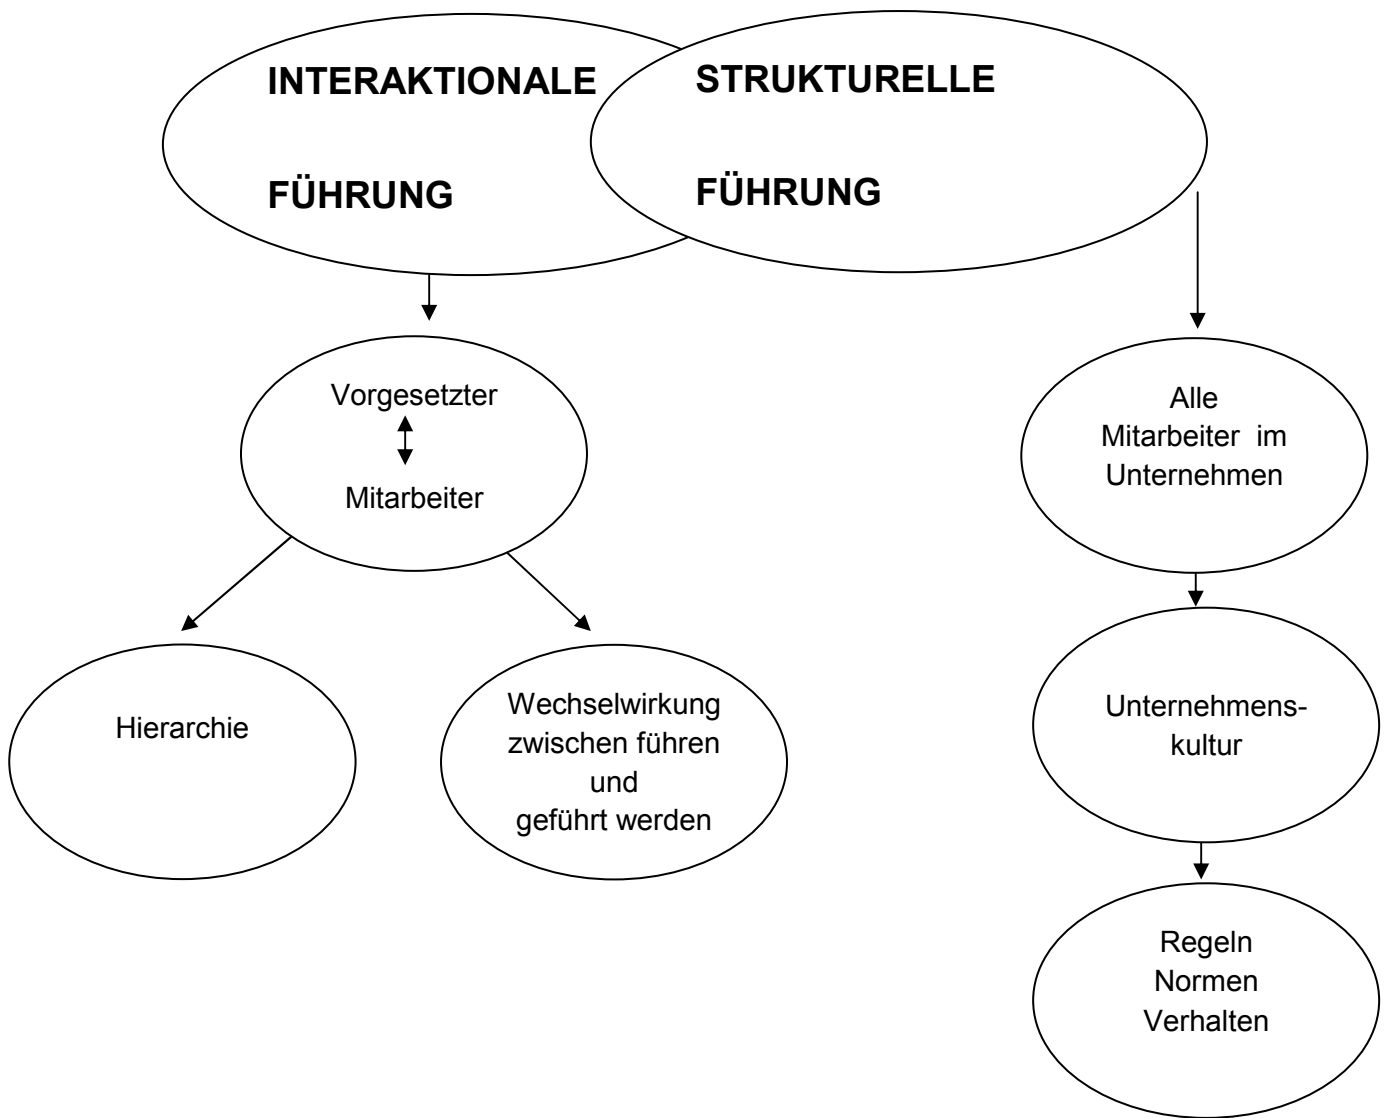 INTERAKTIONALE
FÜHRUNG
STRUKTURELLE
FÜHRUNG
Vorgesetzter
Mitarbeiter
Alle
Mitarbeiter im
Unternehmen
Hierarchie
Wechselwirkung
zwischen führen
und
geführt werden
Unternehmens-
kultur
Regeln
Normen
Verhalten